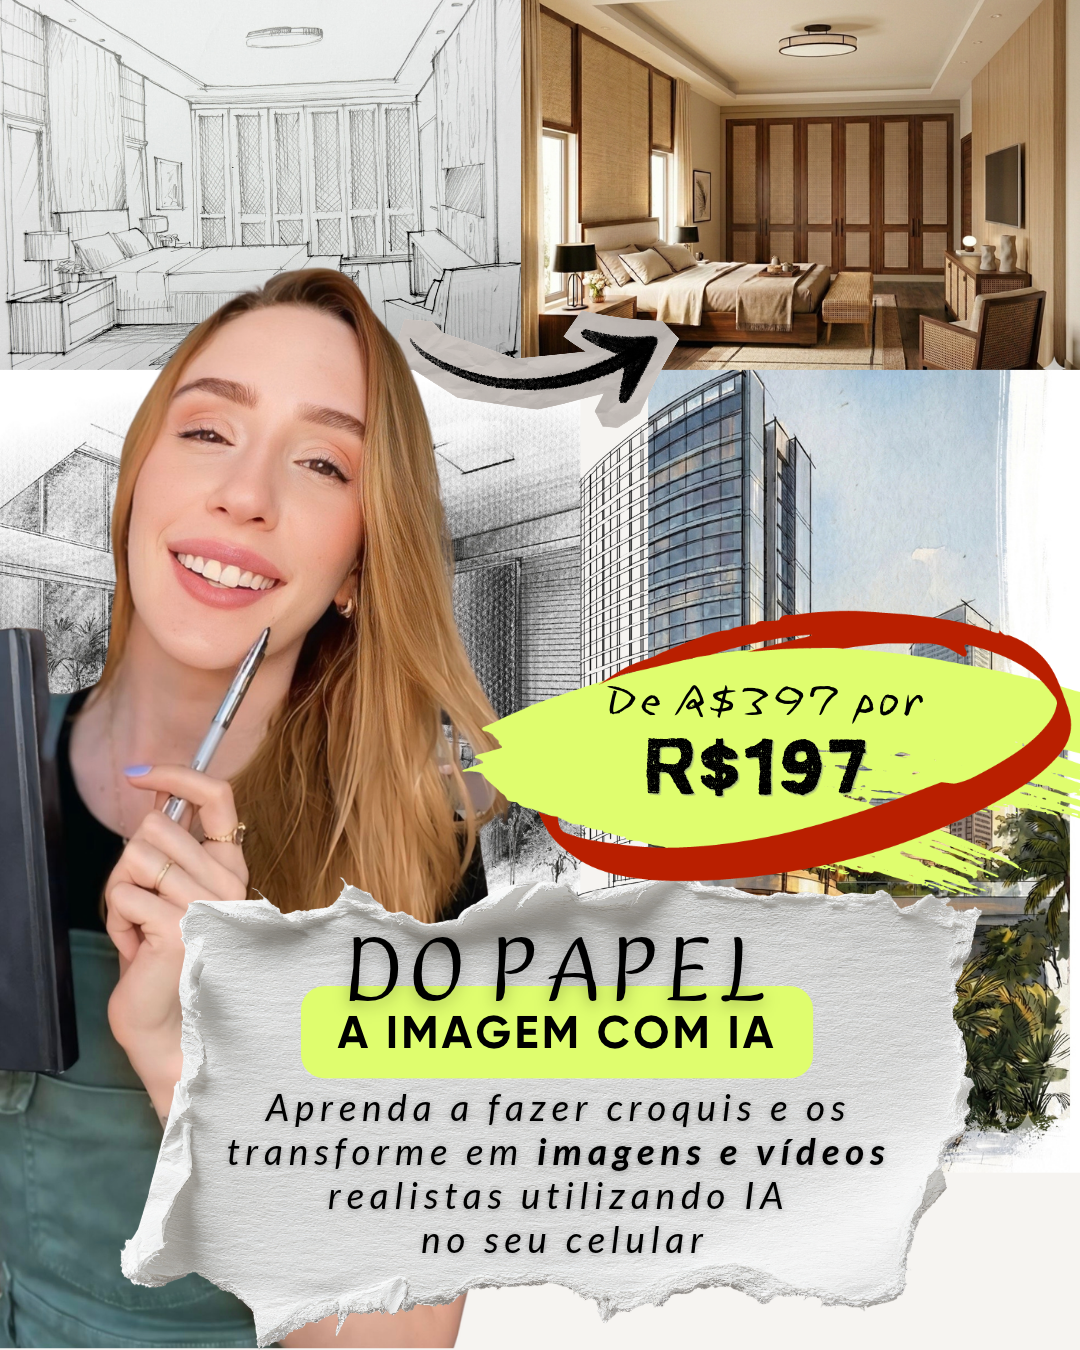 De R$397 por
R$197
DO PAPEL
A IMAGEM COM IA
Aprenda a fazer croquis e os
transforme em imagens e vídeos
realistas utilizando IA
no seu celular